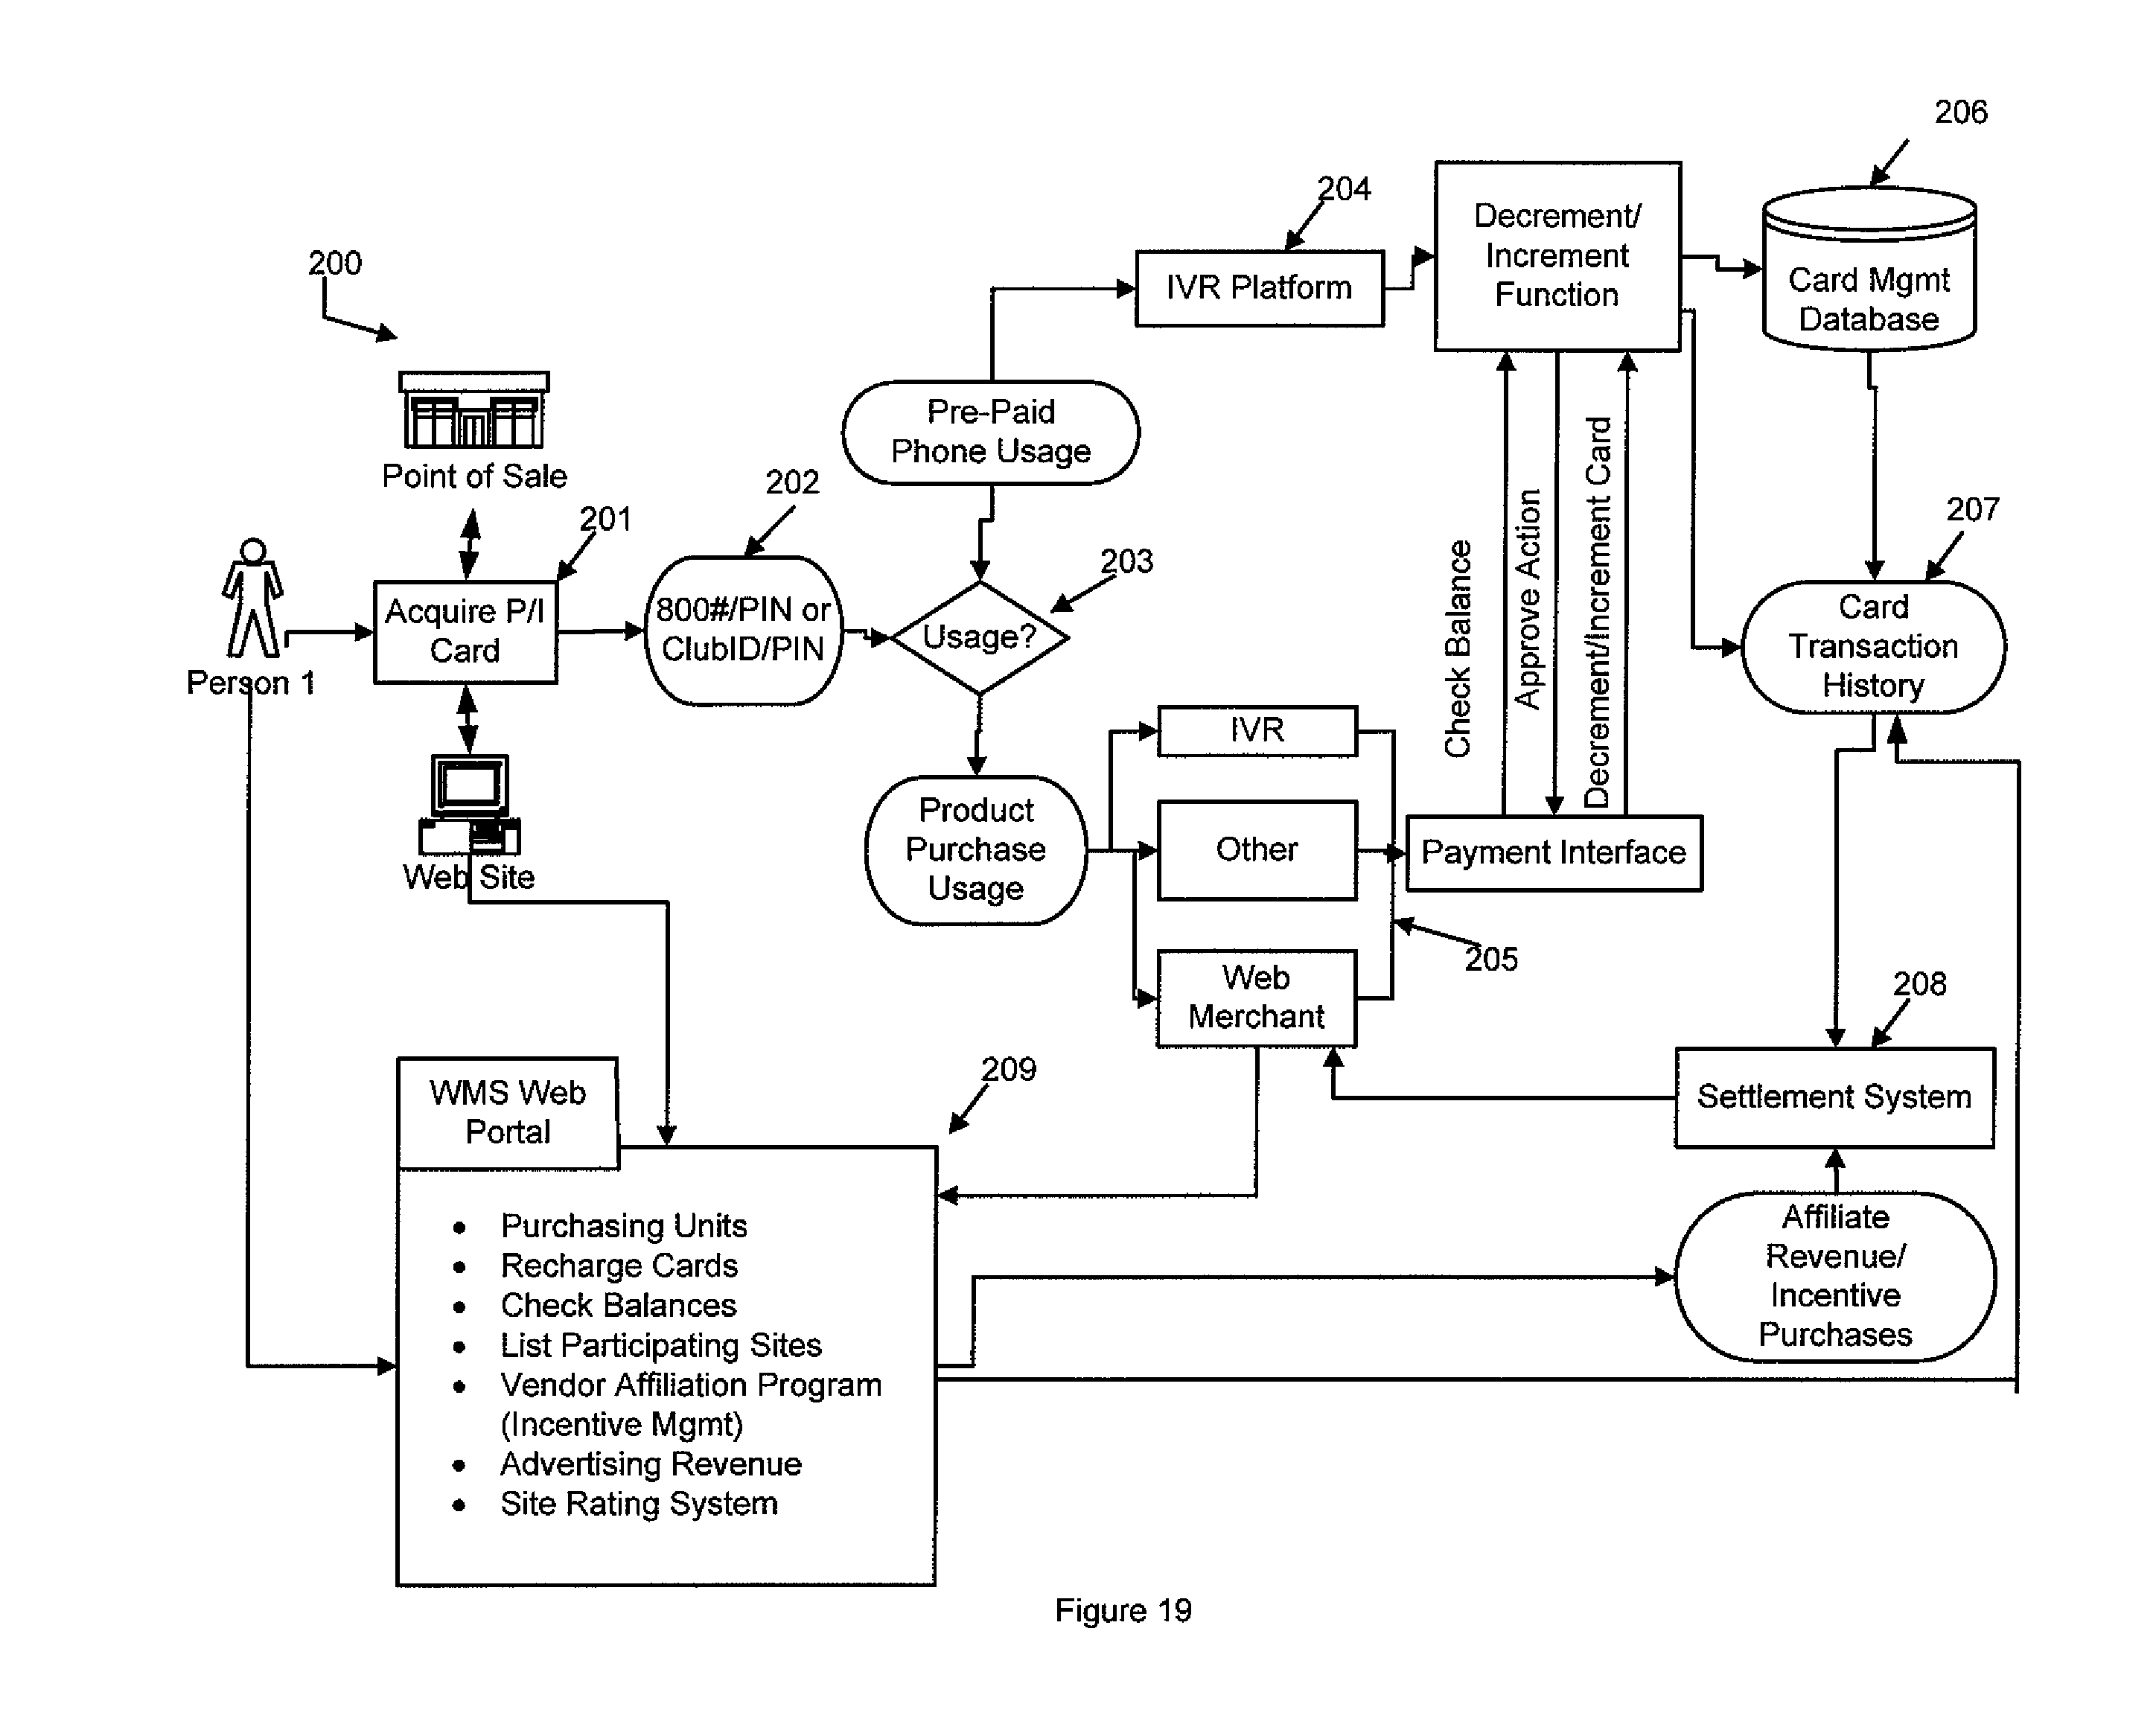 206
204
Decrement/
Increment
Function
200
IVR Platform
Card Mgmt
Database
Pre-Paid
Phone Usage
Point of Sale
202
201
207
203
Check Balance
Approve Action
Decrement/Increment Card
Acquire P/I
Card
800#/PIN or
ClubID/PIN
Usage?
Card
Transaction
History
Person 1
IVR
Product
Purchase
Usage
Other
Payment Interface
Web Site
205
Web
Merchant
208
209
WMS Web
Portal
Settlement System
• Purchasing Units
• Recharge Cards
• Check Balances
• List Participating Sites
• Vendor Affiliation Program
(Incentive Mgmt)
• Advertising Revenue
• Site Rating System
Affiliate
Revenue/
Incentive
Purchases
Figure 19